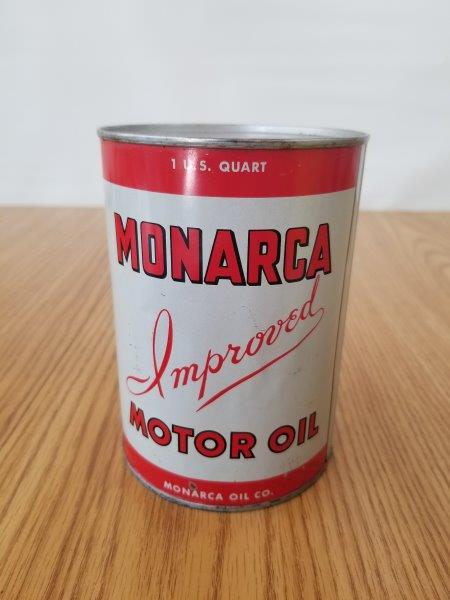 1 U.S. QUART
MONARCA
Improved
MOTOR OIL
MONARCA OIL CO.